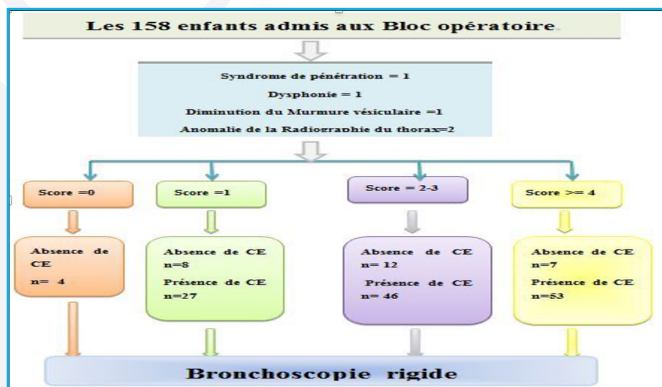 Les 158 enfants admis aux Bloc opératoire.
Syndrome de pénétration = 1
Dysphonie = 1
Diminution du Murmure vésiculaire =1
Anomalie de la Radiographie du thorax=2
Score =0
Score =1
Score = 2-3
Score >= 4
Absence de
CE
n= 4
Absence de CE
n=8
Présence de CE
n=27
Absence de CE
n= 12
Présence de CE
n= 46
Absence de CE
n=7
Présence de CE
n=53
Bronchoscopie rigide